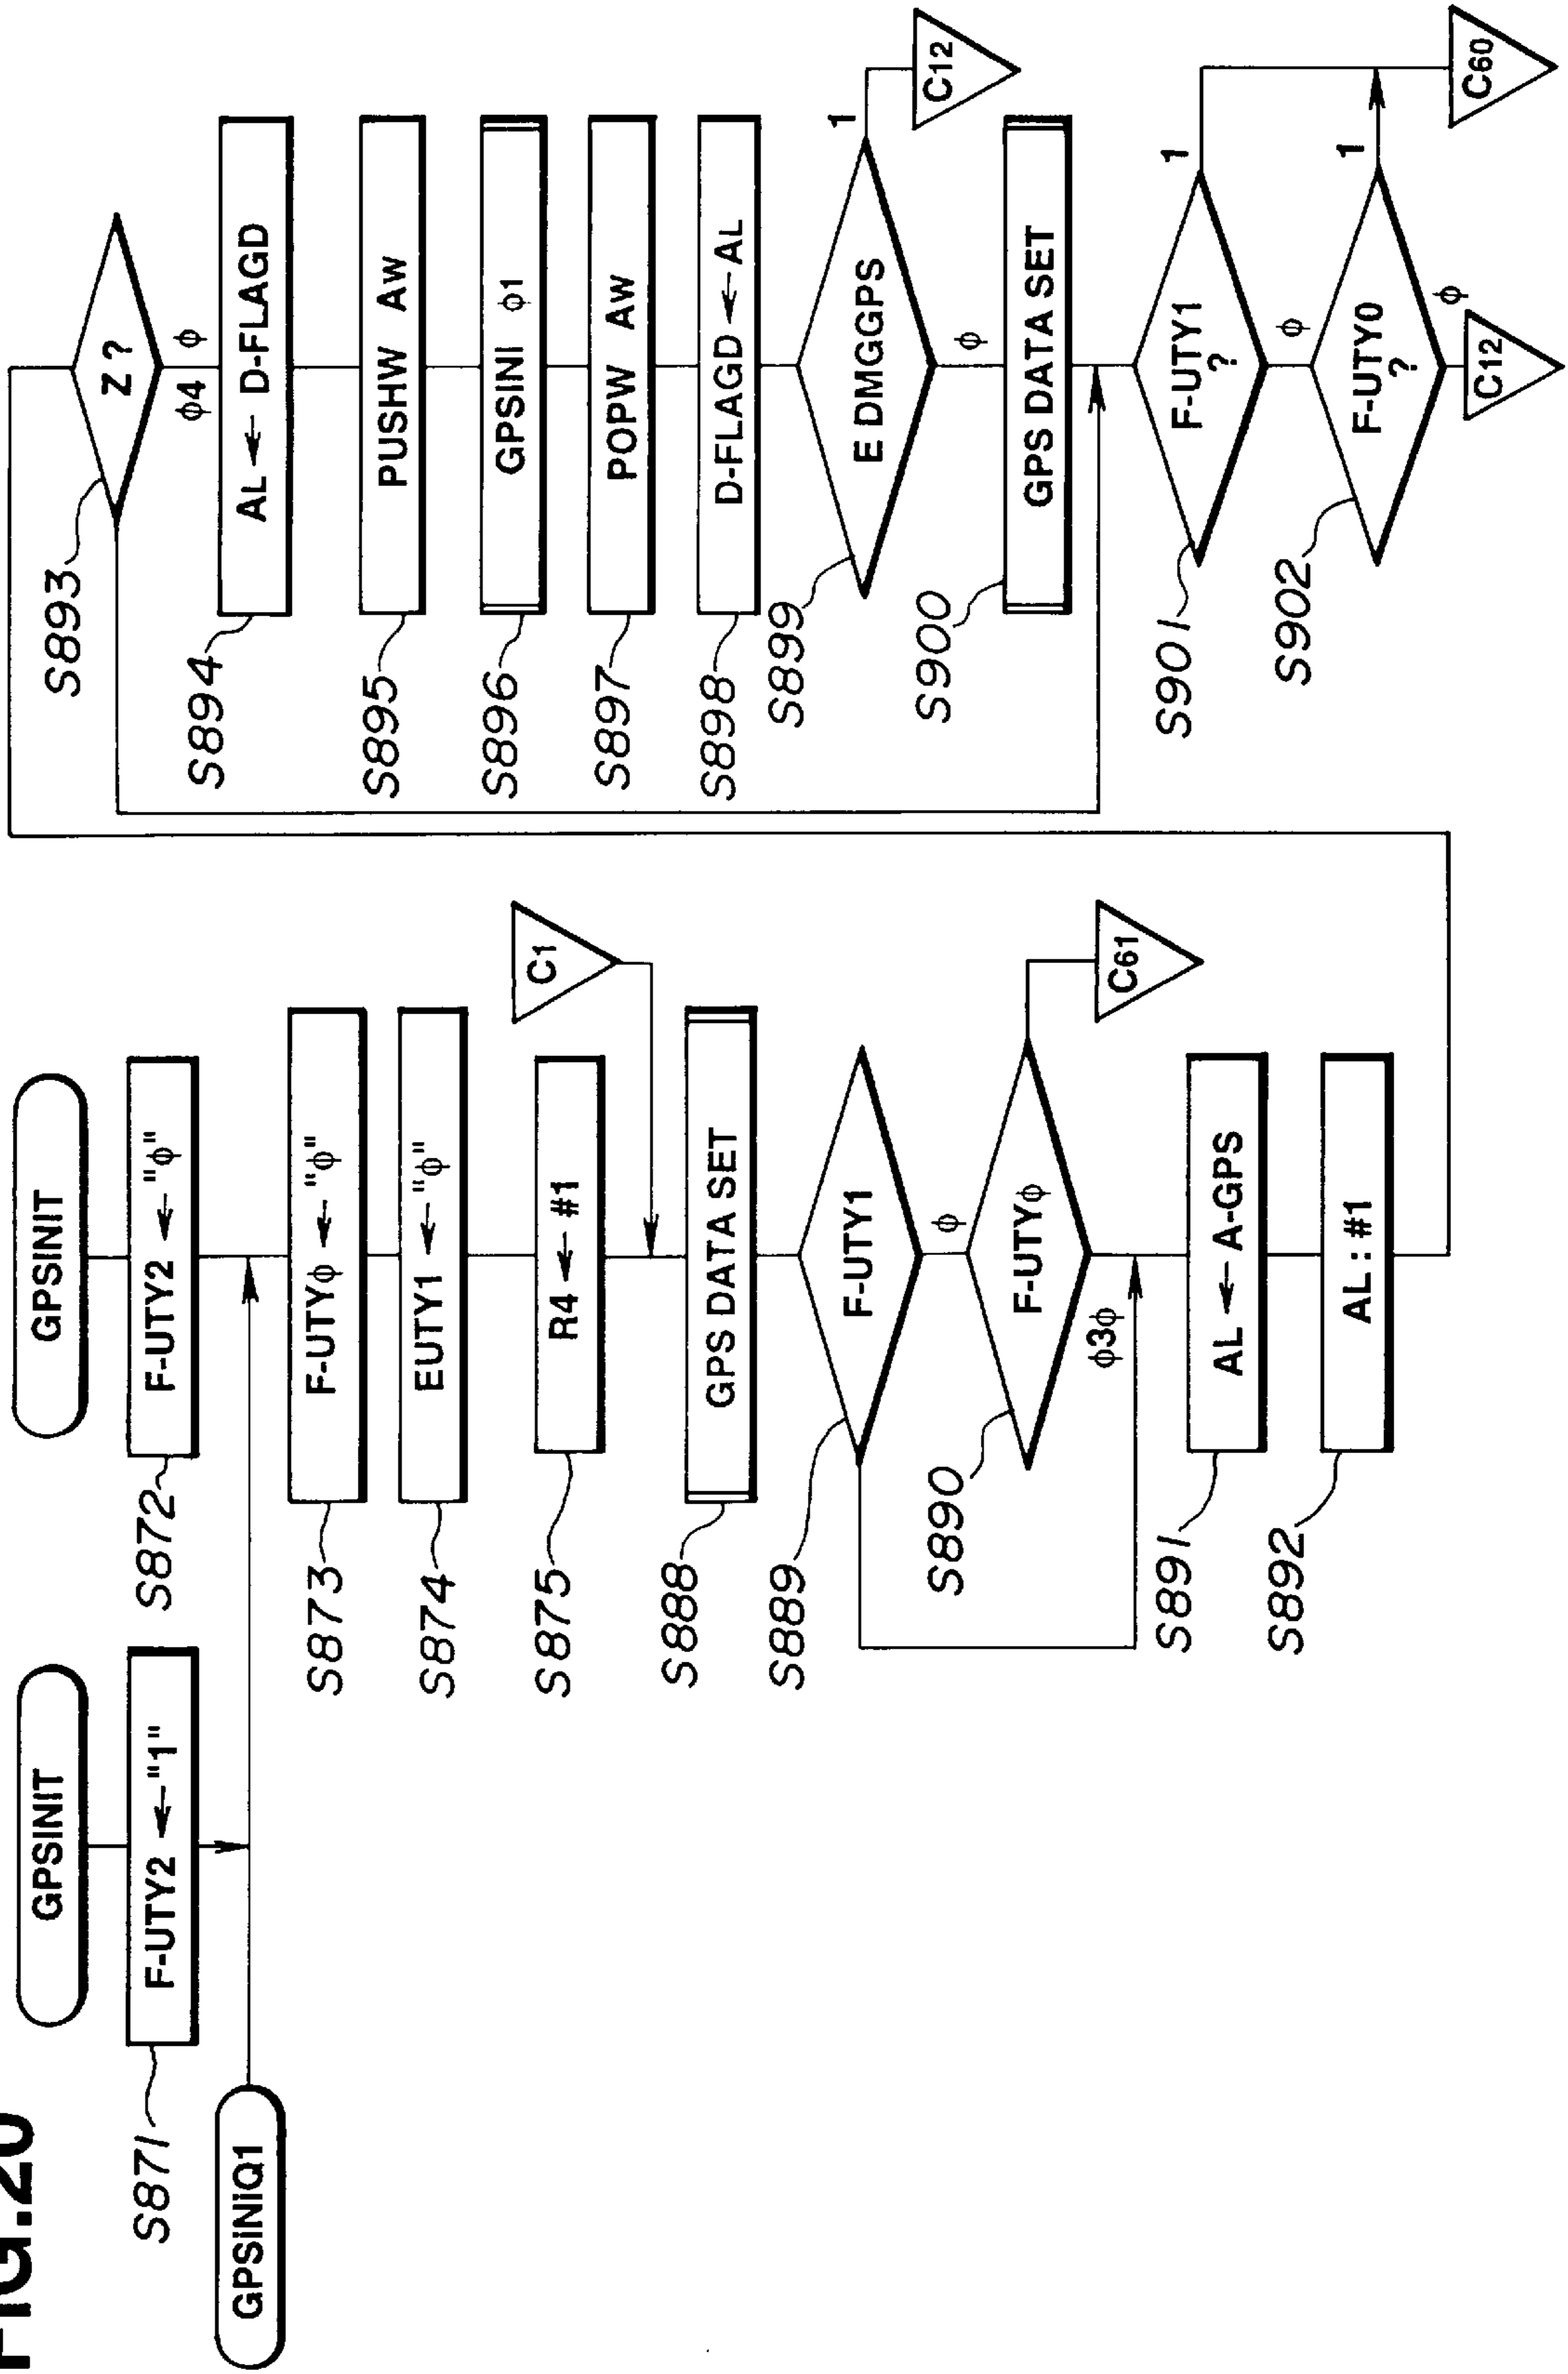 FIG.20
GPSINIT
S871
F-UTY2 ← "1"
GPSINIQ1
GPSINIT
S872
F-UTY2 ← "φ"
S873
F-UTYφ ← "φ"
S874
EUTY1 ← "φ"
S875
R4 ← #1
C1
S888
GPS DATA SET
S889
F-UTY1
φ
S890
F-UTYφ
C61
φ3φ
S891
AL ← A-GPS
S892
AL : #1
S893
Z ?
φ4
φ
S894
AL ← D-FLAGD
S895
PUSHW AW
S896
GPSINI φ1
S897
POPW AW
S898
D-FLAGD ← AL
S899
E DMGGPS
1
C12
φ
S900
GPS DATA SET
S901
F-UTY1
?
1
φ
S902
F-UTY0
?
1
C60
φ
C12